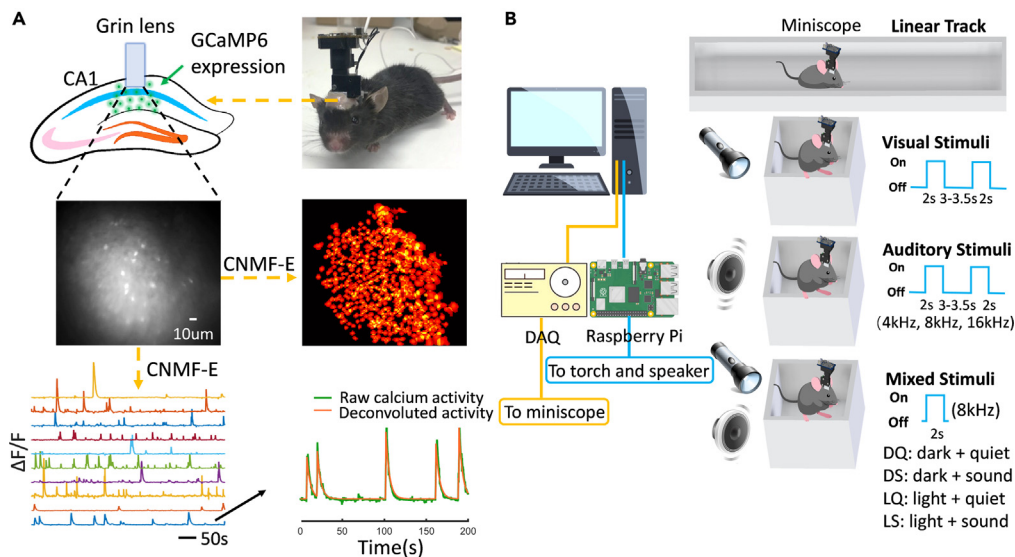 A
Grin lens
GCaMP6
expression
CA1
CNMF-E
10um
CNMF-E
ΔF/F
50s
Raw calcium activity
Deconvoluted activity
0 50 100 150 200
Time(s)
B
Miniscope
Linear Track
DAQ
Raspberry Pi
To torch and speaker
To miniscope
Visual Stimuli
On
Off
2s 3-3.5s 2s
Auditory Stimuli
On
Off
2s 3-3.5s 2s
(4kHz, 8kHz, 16kHz)
Mixed Stimuli
On
(8kHz)
Off
2s
DQ: dark + quiet
DS: dark + sound
LQ: light + quiet
LS: light + sound